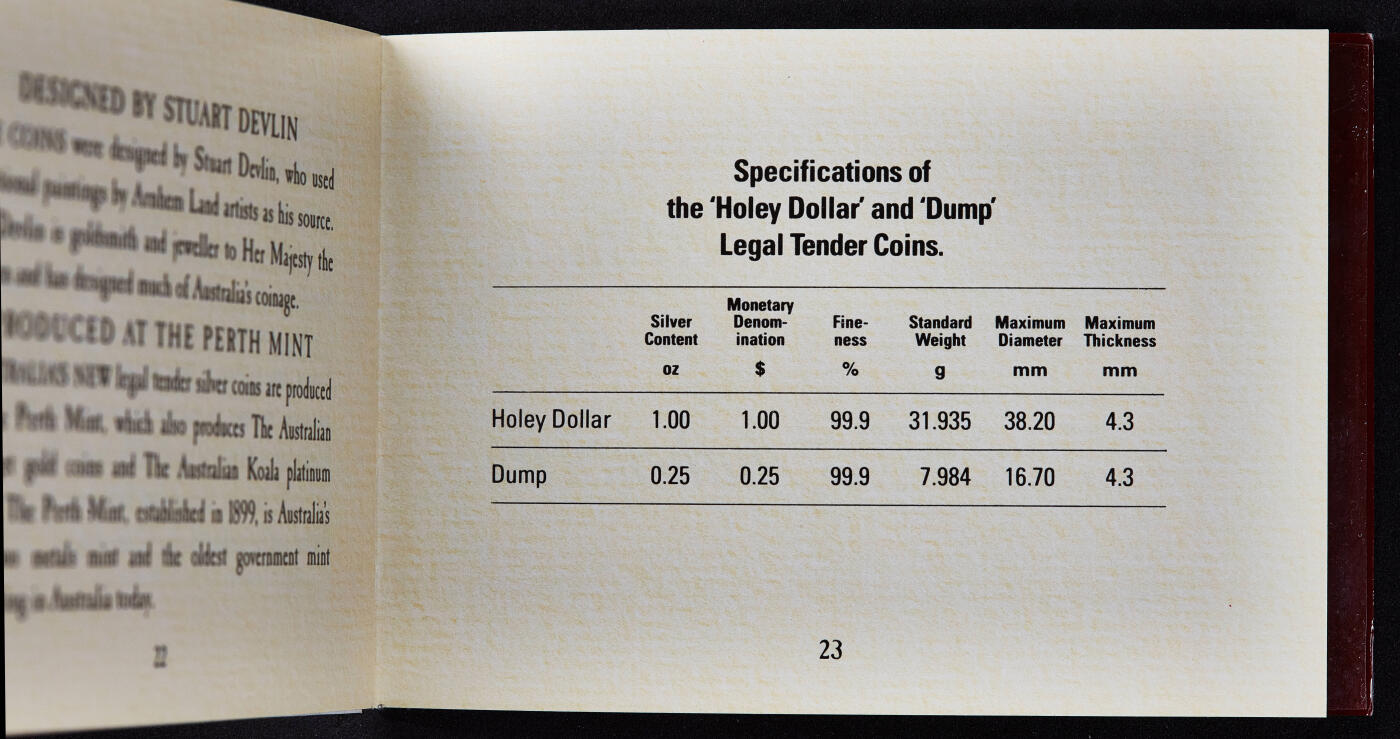 DESIGNED BY STUART DEVLIN
COINS were designed by Stuart Devlin, who used
paintings by Arnhem Land artists as his source.
Devlin is goldsmith and jeweller to Her Majesty the
and has designed much of Australia's coinage.
PRODUCED AT THE PERTH MINT
NEW legal tender silver coins are produced
Perth Mint, which also produces The Australian
gold coins and The Australian Koala platinum
The Perth Mint, established in 1899, is Australia's
metals mint and the oldest government mint
in Australia today.
22
Specifications of
the 'Holey Dollar' and 'Dump'
Legal Tender Coins.
Silver Content oz Monetary Denom-ination $ Fine-ness % Standard Weight g Maximum Diameter mm Maximum Thickness mm
Holey Dollar 1.00 1.00 99.9 31.935 38.20 4.3
Dump 0.25 0.25 99.9 7.984 16.70 4.3
23